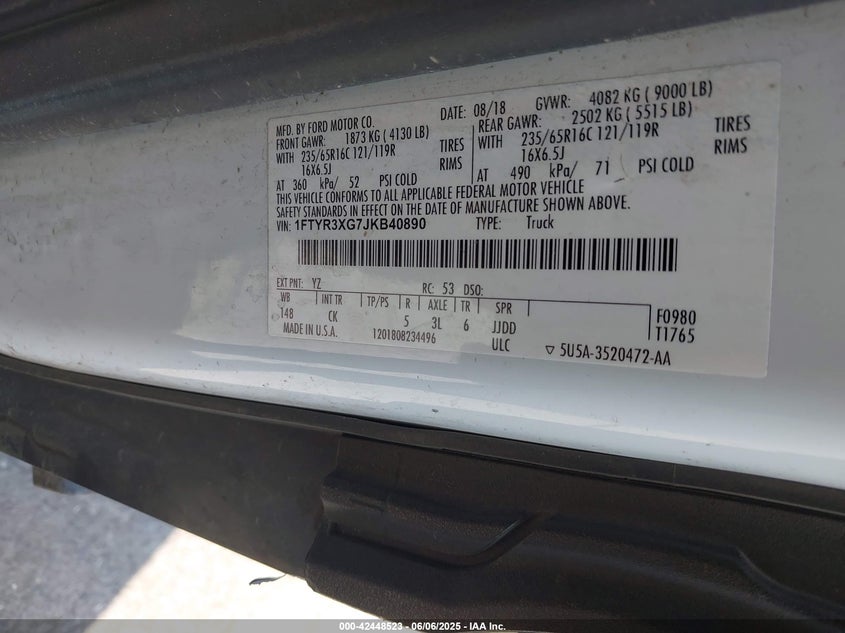 MFD. BY FORD MOTOR CO. DATE: 08/18 GVWR: 4082 KG ( 9000 LB)
FRONT GAWR: 1873 KG ( 4130 LB) REAR GAWR: 2502 KG ( 5515 LB)
WITH 235/65R16C 121/119R TIRES WITH 235/65R16C 121/119R TIRES
16X6.5J RIMS 16X6.5J RIMS
AT 360 kPa/ 52 PSI COLD AT 490 kPa/ 71 PSI COLD
THIS VEHICLE CONFORMS TO ALL APPLICABLE FEDERAL MOTOR VEHICLE
SAFETY STANDARDS IN EFFECT ON THE DATE OF MANUFACTURE SHOWN ABOVE.
VIN: 1FTYR3XG7JKB40890 TYPE: Truck
EXT PNT: YZ RC: 53 DSO:
WB INT TR TP/PS R AXLE TR SPR
148 CK 5 3L 6 JJDD
F0980
T1765
MADE IN U.S.A. 1201808234496 ULC ▽ 5U5A-3520472-AA
000-42448523 06/06/2025 - IAA Inc.